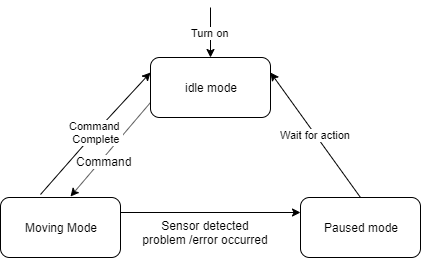 Turn on
idle mode
Command
Complete
Wait for action
Command
Moving Mode
Sensor detected
problem /error occurred
Paused mode